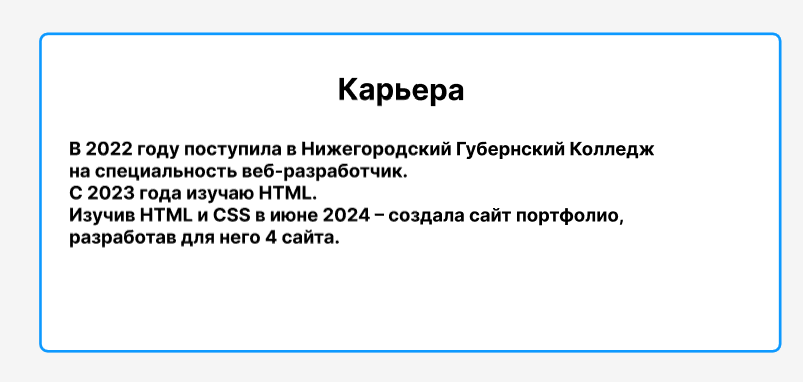 Карьера
В 2022 году поступила в Нижегородский Губернский Колледж
на специальность веб-разработчик.
С 2023 года изучаю HTML.
Изучив HTML и CSS в июне 2024 – создала сайт портфолио,
разработав для него 4 сайта.